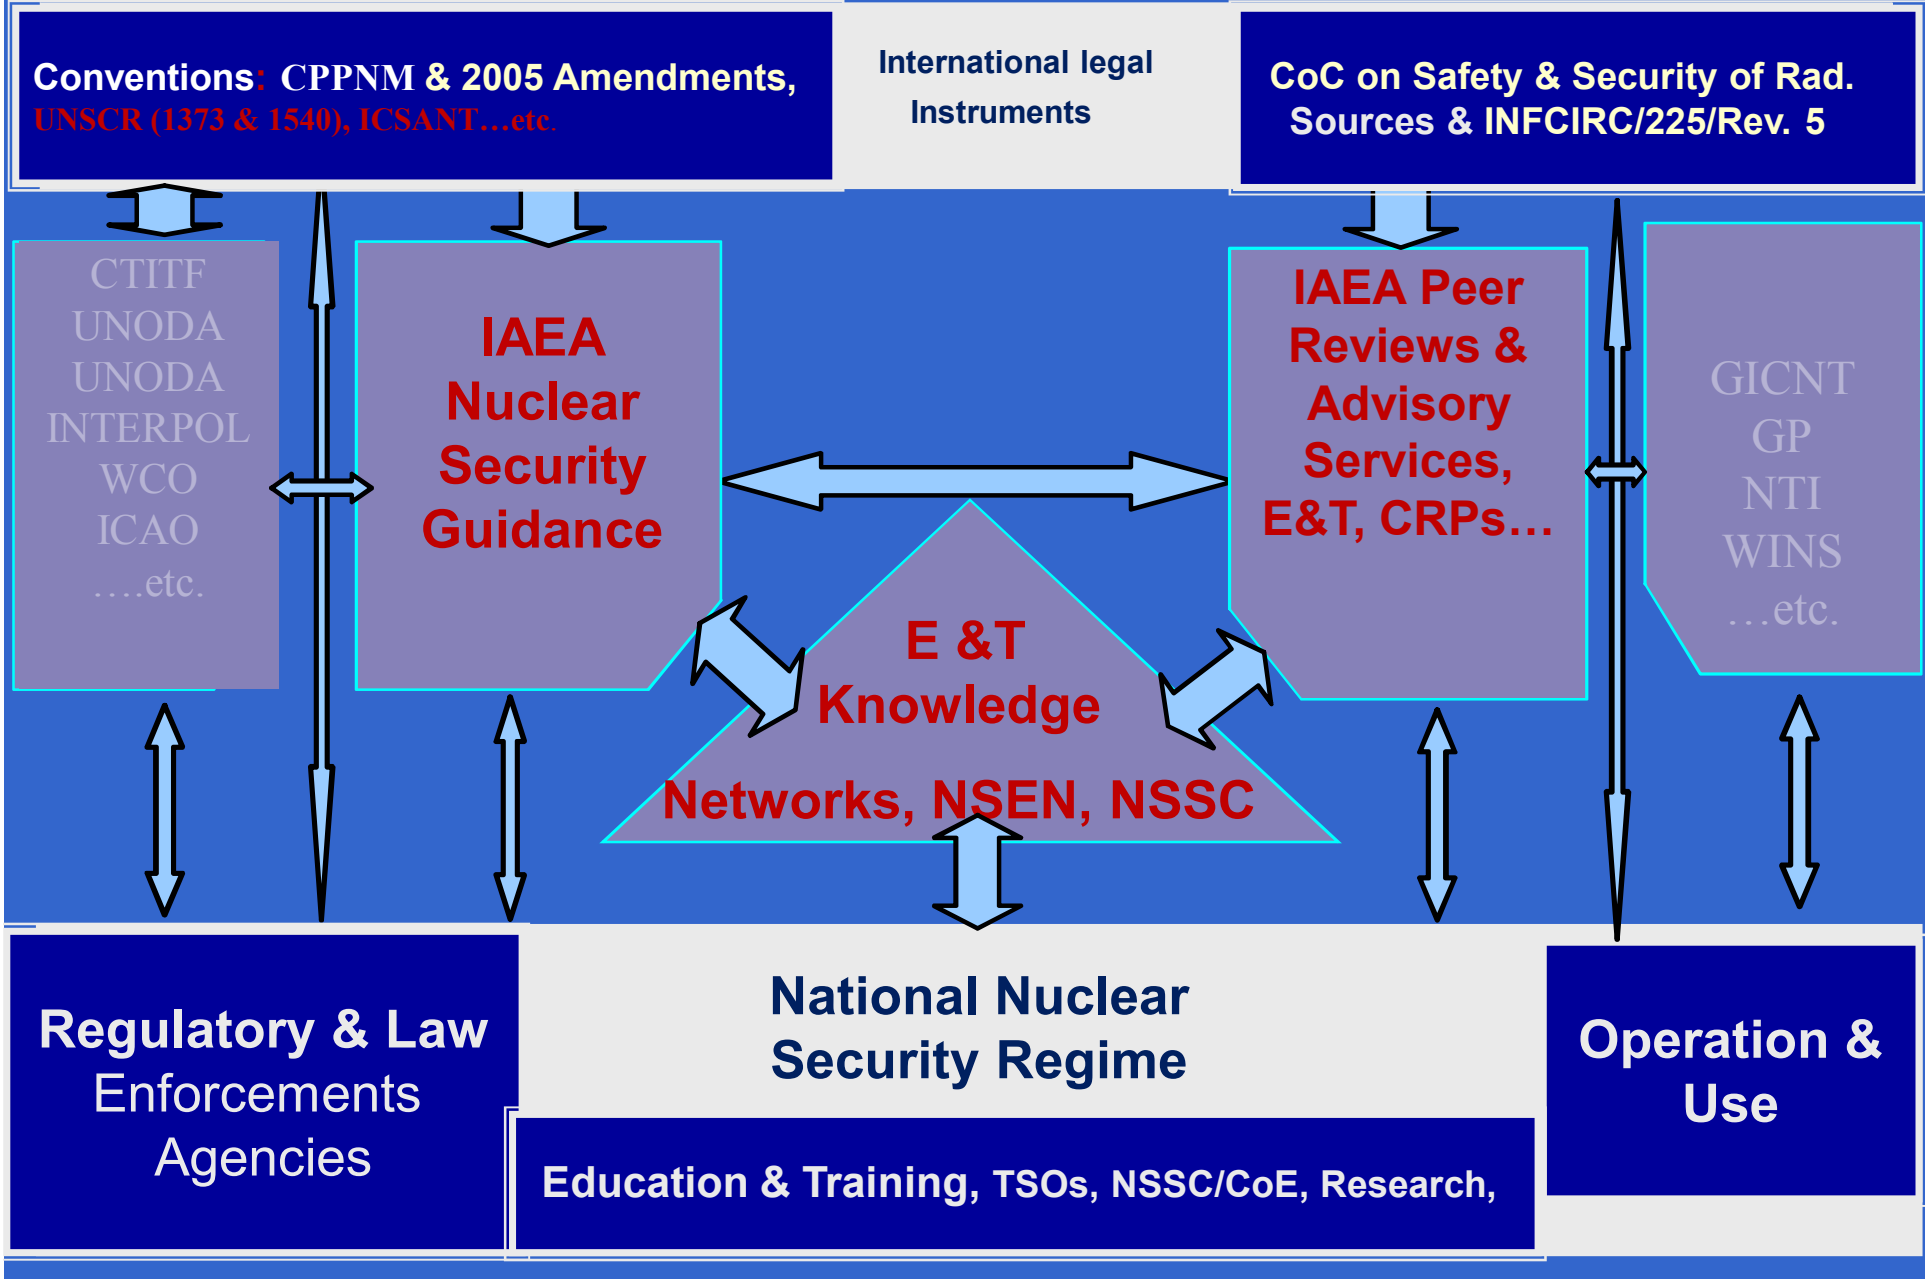 Conventions: CPPNM & 2005 Amendments,
UNSCR (1373 & 1540), ICSANT…etc.
International legal
Instruments
CoC on Safety & Security of Rad.
Sources & INFCIRC/225/Rev. 5
CTITF
UNODA
UNODA
INTERPOL
WCO
ICAO
….etc.
IAEA
Nuclear
Security
Guidance
IAEA Peer
Reviews &
Advisory
Services,
E&T, CRPs…
GICNT
GP
NTI
WINS
…etc.
E &T
Knowledge
Networks, NSEN, NSSC
Regulatory & Law
Enforcements
Agencies
National Nuclear
Security Regime
Operation &
Use
Education & Training, TSOs, NSSC/CoE, Research,